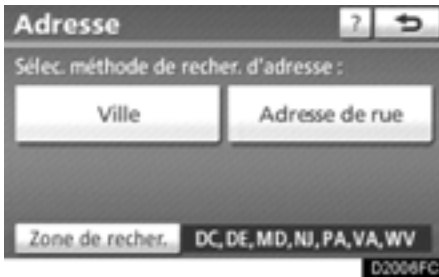 Adresse ?
Sélec. méthode de recher. d'adresse :
Ville Adresse de rue
Zone de recher. DC,DE,MD,NJ,PA,VA,WV
D2006FC